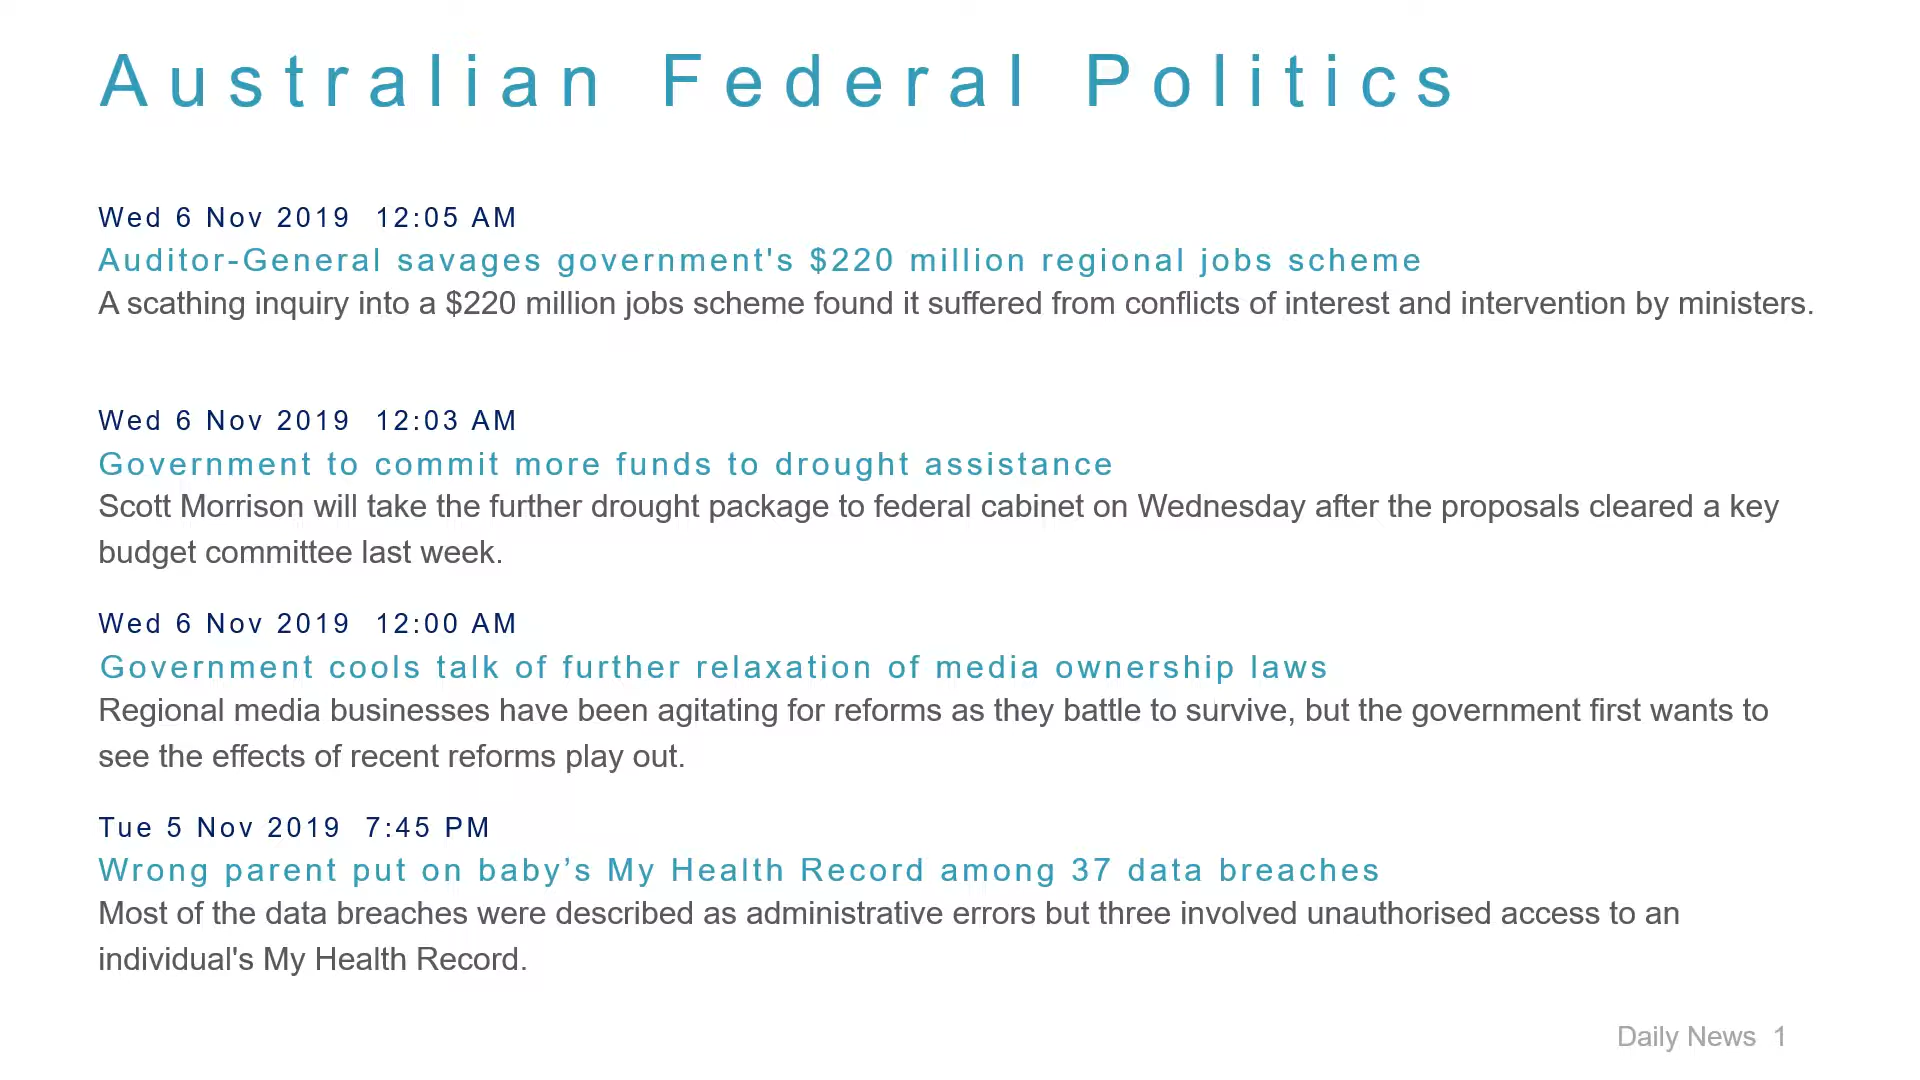 Australian Federal Politics
Wed 6 Nov 2019 12:05 AM
Auditor-General savages government's $220 million regional jobs scheme
A scathing inquiry into a $220 million jobs scheme found it suffered from conflicts of interest and intervention by ministers.
Wed 6 Nov 2019 12:03 AM
Government to commit more funds to drought assistance
Scott Morrison will take the further drought package to federal cabinet on Wednesday after the proposals cleared a key
budget committee last week.
Wed 6 Nov 2019 12:00 AM
Government cools talk of further relaxation of media ownership laws
Regional media businesses have been agitating for reforms as they battle to survive, but the government first wants to
see the effects of recent reforms play out.
Tue 5 Nov 2019 7:45 PM
Wrong parent put on baby’s My Health Record among 37 data breaches
Most of the data breaches were described as administrative errors but three involved unauthorised access to an
individual's My Health Record.
Daily News 1